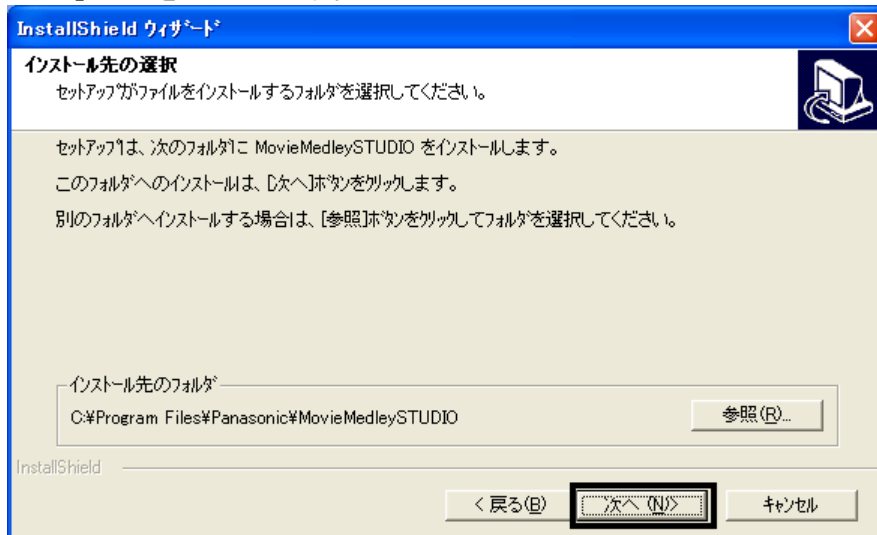 InstallShield ウィザード
インストール先の選択
セットアップがファイルをインストールするフォルダを選択してください。
セットアップは、次のフォルダに MovieMedleySTUDIO をインストールします。
このフォルダへのインストールは、[次へ]ボタンをクリックします。
別のフォルダへインストールする場合は、[参照]ボタンをクリックしてフォルダを選択してください。
インストール先のフォルダ
C:¥Program Files¥Panasonic¥MovieMedleySTUDIO
参照(R)...
InstallShield
< 戻る(B)
次へ (N)>
キャンセル